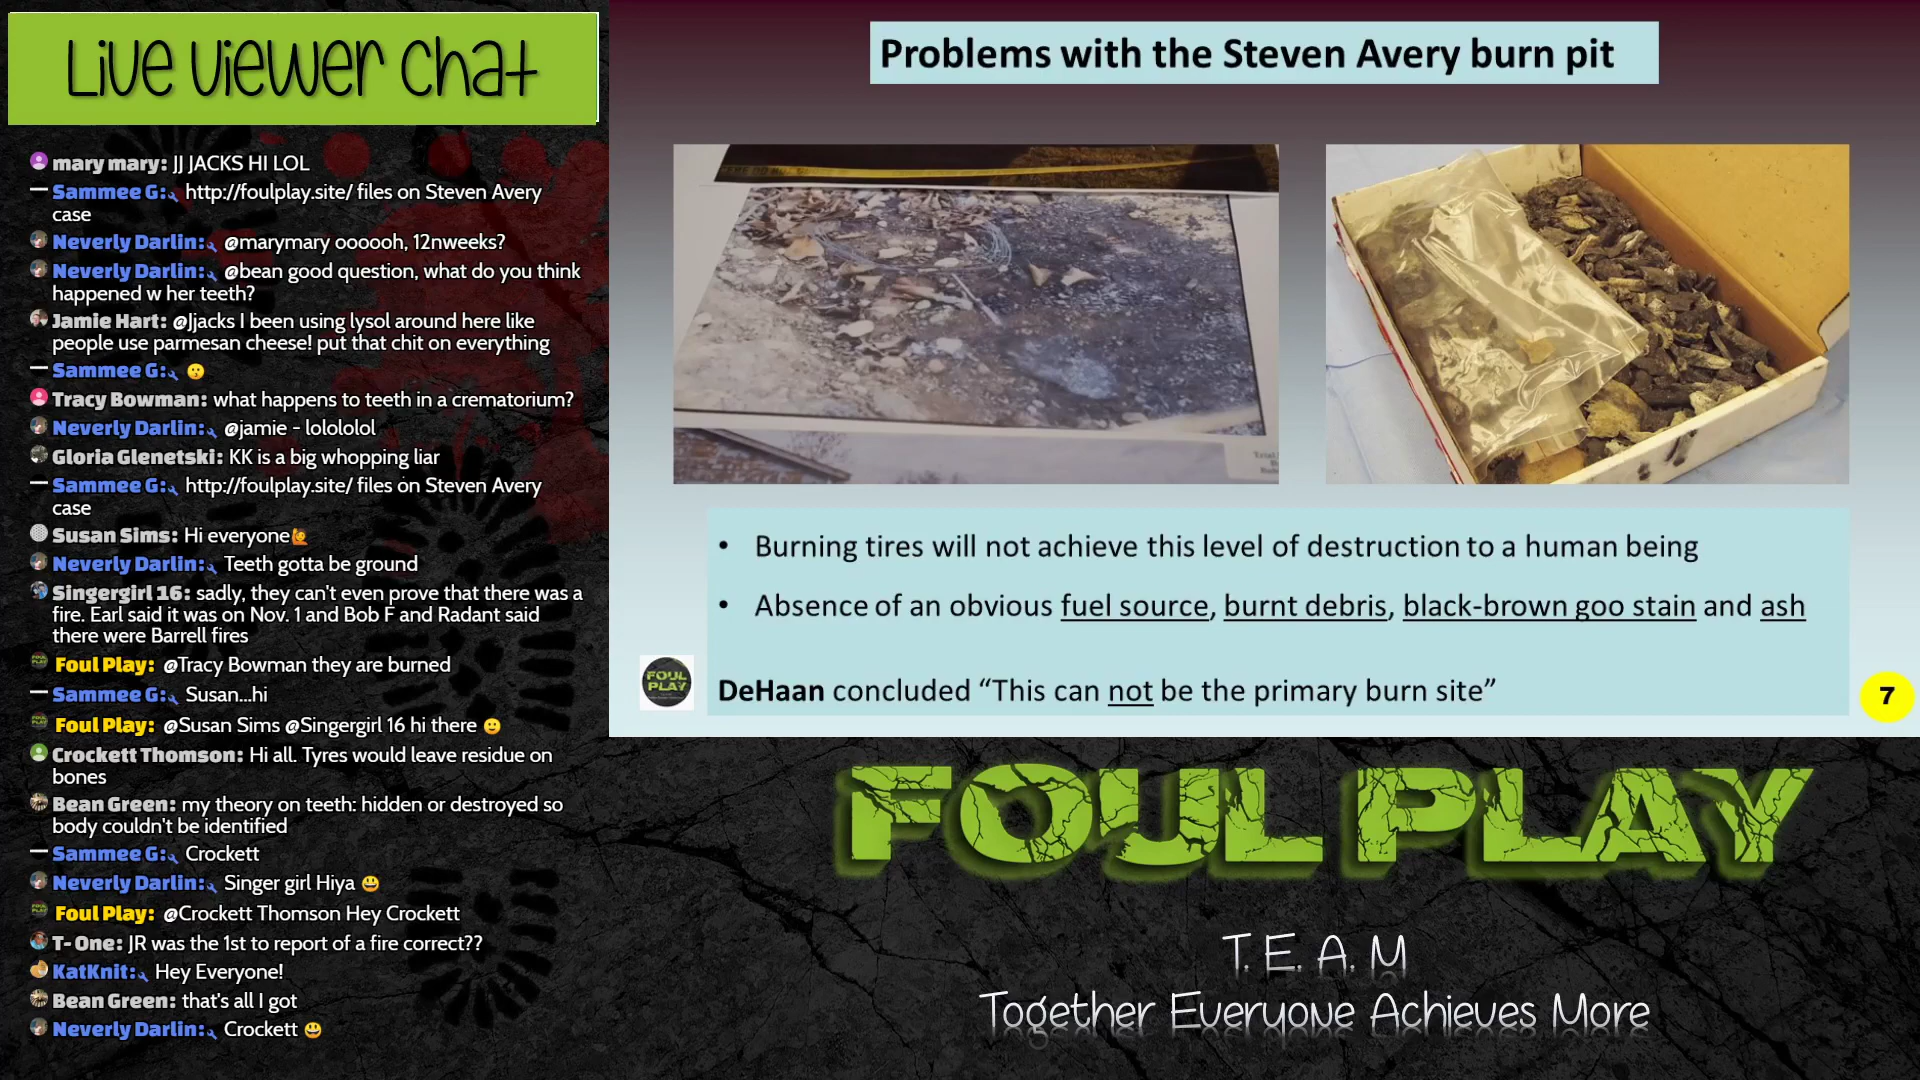 Live viewer chat
mary mary: JJ JACKS HI LOL
Sammee G: http://foulplay.site/ files on Steven Avery
case
Neverly Darlin: @marymary oooooh, 12nweeks?
Neverly Darlin: @bean good question, what do you think
happened w her teeth?
Jamie Hart: @Jjacks I been using lysol around here like
people use parmesan cheese! put that chit on everything
Sammee G: 😗
Tracy Bowman: what happens to teeth in a crematorium?
Neverly Darlin: @jamie - lolololol
Gloria Glenetski: KK is a big whopping liar
Sammee G: http://foulplay.site/ files on Steven Avery
case
Susan Sims: Hi everyone🙋
Neverly Darlin: Teeth gotta be ground
Singergirl 16: sadly, they can't even prove that there was a
fire. Earl said it was on Nov. 1 and Bob F and Radant said
there were Barrell fires
Foul Play: @Tracy Bowman they are burned
Sammee G: Susan...hi
Foul Play: @Susan Sims @Singergirl 16 hi there 🙂
Crockett Thomson: Hi all. Tyres would leave residue on
bones
Bean Green: my theory on teeth: hidden or destroyed so
body couldn't be identified
Sammee G: Crockett
Neverly Darlin: Singer girl Hiya 😃
Foul Play: @Crockett Thomson Hey Crockett
T- One: JR was the 1st to report of a fire correct??
KatKnit: Hey Everyone!
Bean Green: that's all I got
Neverly Darlin: Crockett 😃
Problems with the Steven Avery burn pit
• Burning tires will not achieve this level of destruction to a human being
• Absence of an obvious fuel source, burnt debris, black-brown goo stain and ash
FOUL
PLAY
DeHaan concluded “This can not be the primary burn site”
7
FOUL PLAY
T. E. A. M
Together Everyone Achieves More